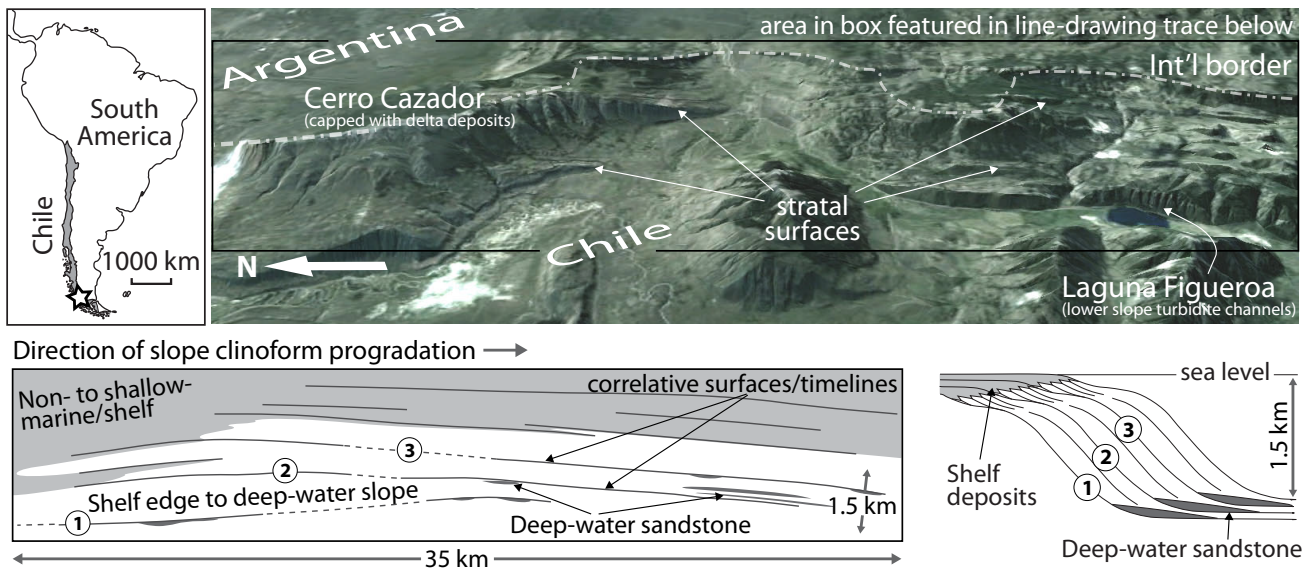 South
America
Chile
1000 km
area in box featured in line-drawing trace below
Argentina
Int'l border
Cerro Cazador
(capped with delta deposits)
stratal
surfaces
Chile
N
Laguna Figueroa
(lower slope turbidite channels)
Direction of slope clinoform progradation
Non- to shallow-
marine/shelf
correlative surfaces/timelines
3
2
Shelf edge to deep-water slope
1
Deep-water sandstone
1.5 km
35 km
sea level
3
2
1
1.5 km
Shelf
deposits
Deep-water sandstone